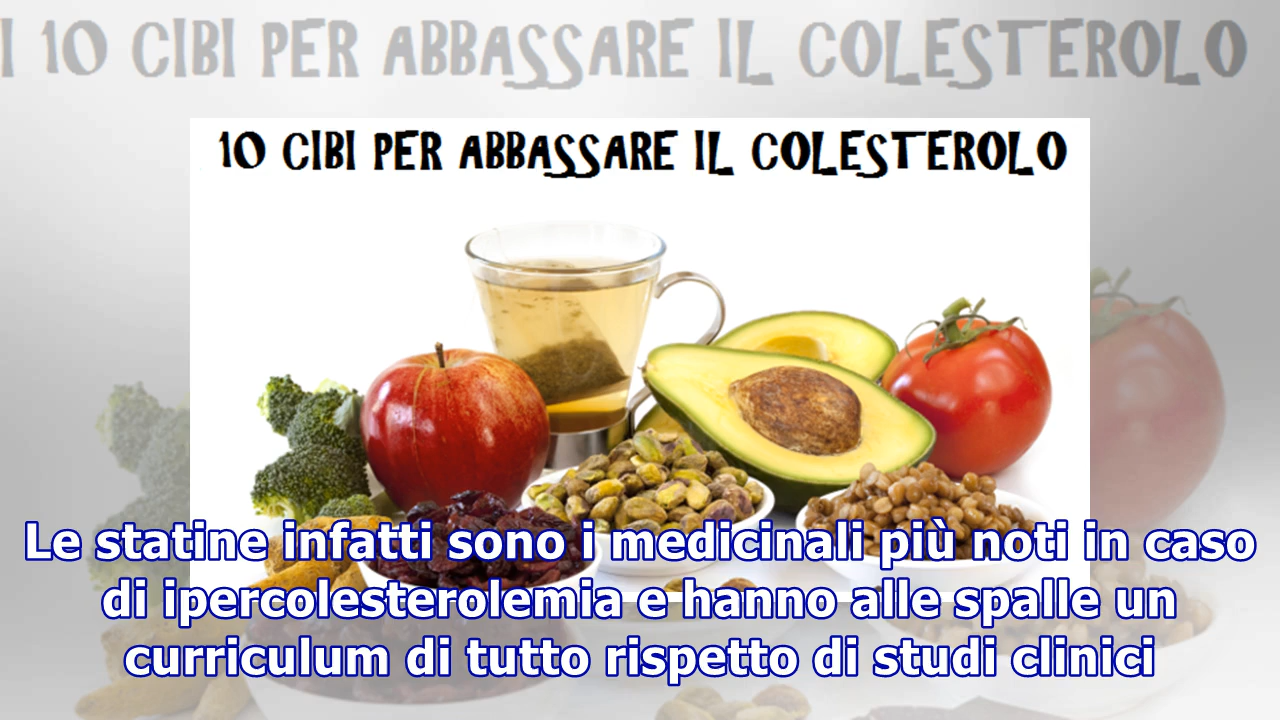 I 10 CIBI PER ABBASSARE IL COLESTEROLO
10 CIBI PER ABBASSARE IL COLESTEROLO
Le statine infatti sono i medicinali più noti in caso
di ipercolesterolemia e hanno alle spalle un
curriculum di tutto rispetto di studi clinici